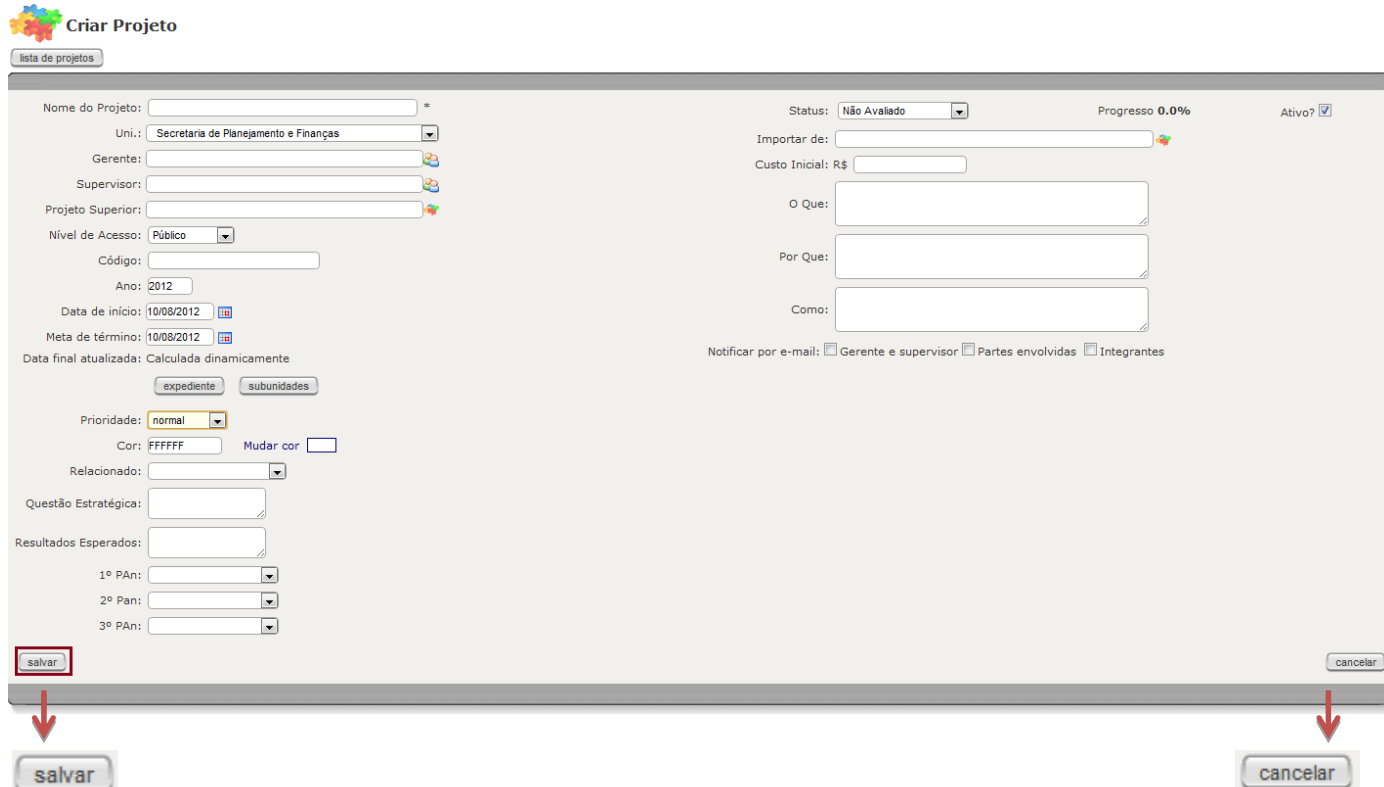 Criar Projeto
lista de projetos
Nome do Projeto: *
Uni.: Secretaria de Planejamento e Finanças
Gerente:
Supervisor:
Projeto Superior:
Nível de Acesso: Público
Código:
Ano: 2012
Data de início: 10/08/2012
Meta de término: 10/08/2012
Data final atualizada: Calculada dinamicamente
expediente subunidades
Prioridade: normal
Cor: FFFFFF Mudar cor
Relacionado:
Questão Estratégica:
Resultados Esperados:
1º PAn:
2º Pan:
3º PAn:
Status: Não Avaliado Progresso 0.0% Ativo?
Importar de:
Custo Inicial: R$
O Que:
Por Que:
Como:
Notificar por e-mail: Gerente e supervisor Partes envolvidas Integrantes
salvar cancelar
salvar cancelar